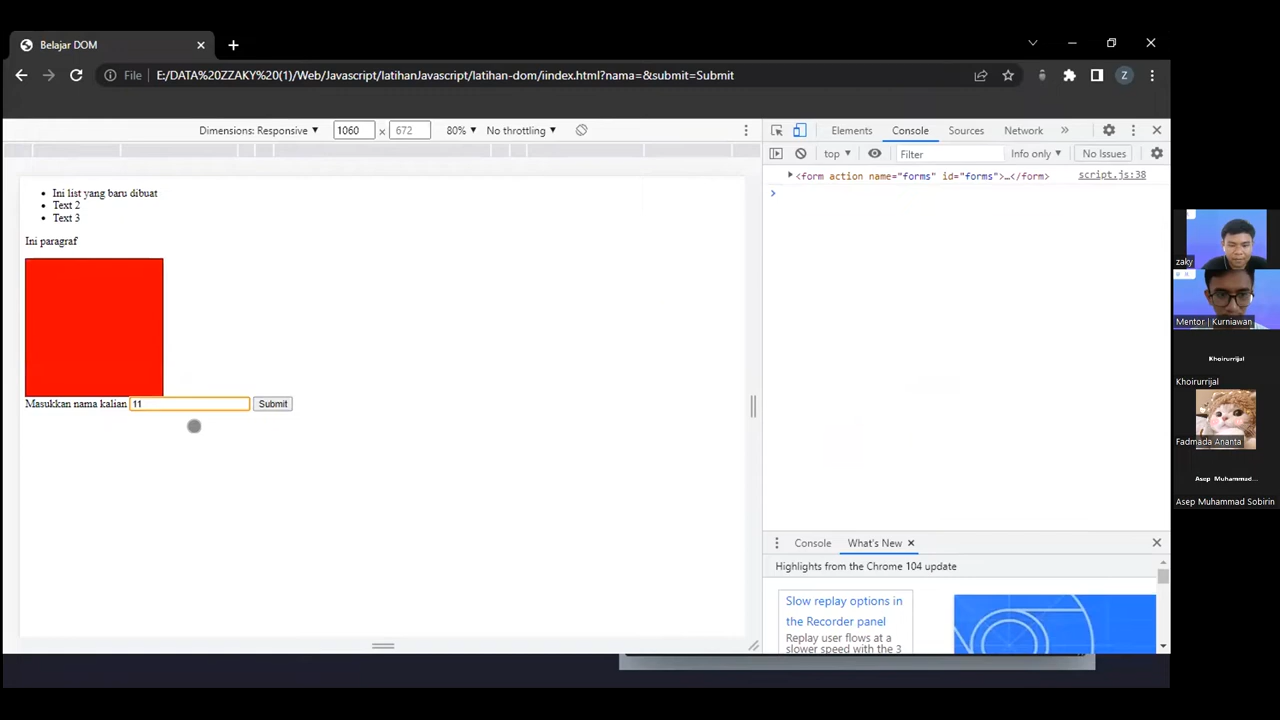 Belajar DOM
File E:/DATA%20ZZAKY%20(1)/Web/Javascript/latihanJavascript/latihan-dom/iindex.html?nama=&submit=Submit
Z
Dimensions: Responsive 1060 x 672 80% No throttling
Elements Console Sources Network
top Filter Info only No Issues
<form action name="forms" id="forms">…</form> script.js:38
Ini list yang baru dibuat
Text 2
Text 3
Ini paragraf
Masukkan nama kalian 11 Submit
Console What's New
Highlights from the Chrome 104 update
Slow replay options in
the Recorder panel
Replay user flows at a
slower speed with the 3
zaky
Mentor | Kurniawan
Khoirurrijal
Khoirurrijal
Fadmada Ananta
Asep Muhammad...
Asep Muhammad Sobirin